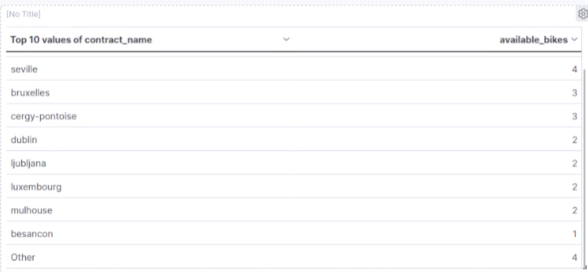 [No Title]
Top 10 values of contract_name available_bikes
seville 4
bruxelles 3
cergy-pontoise 3
dublin 2
ljubljana 2
luxembourg 2
mulhouse 2
besancon 1
Other 4